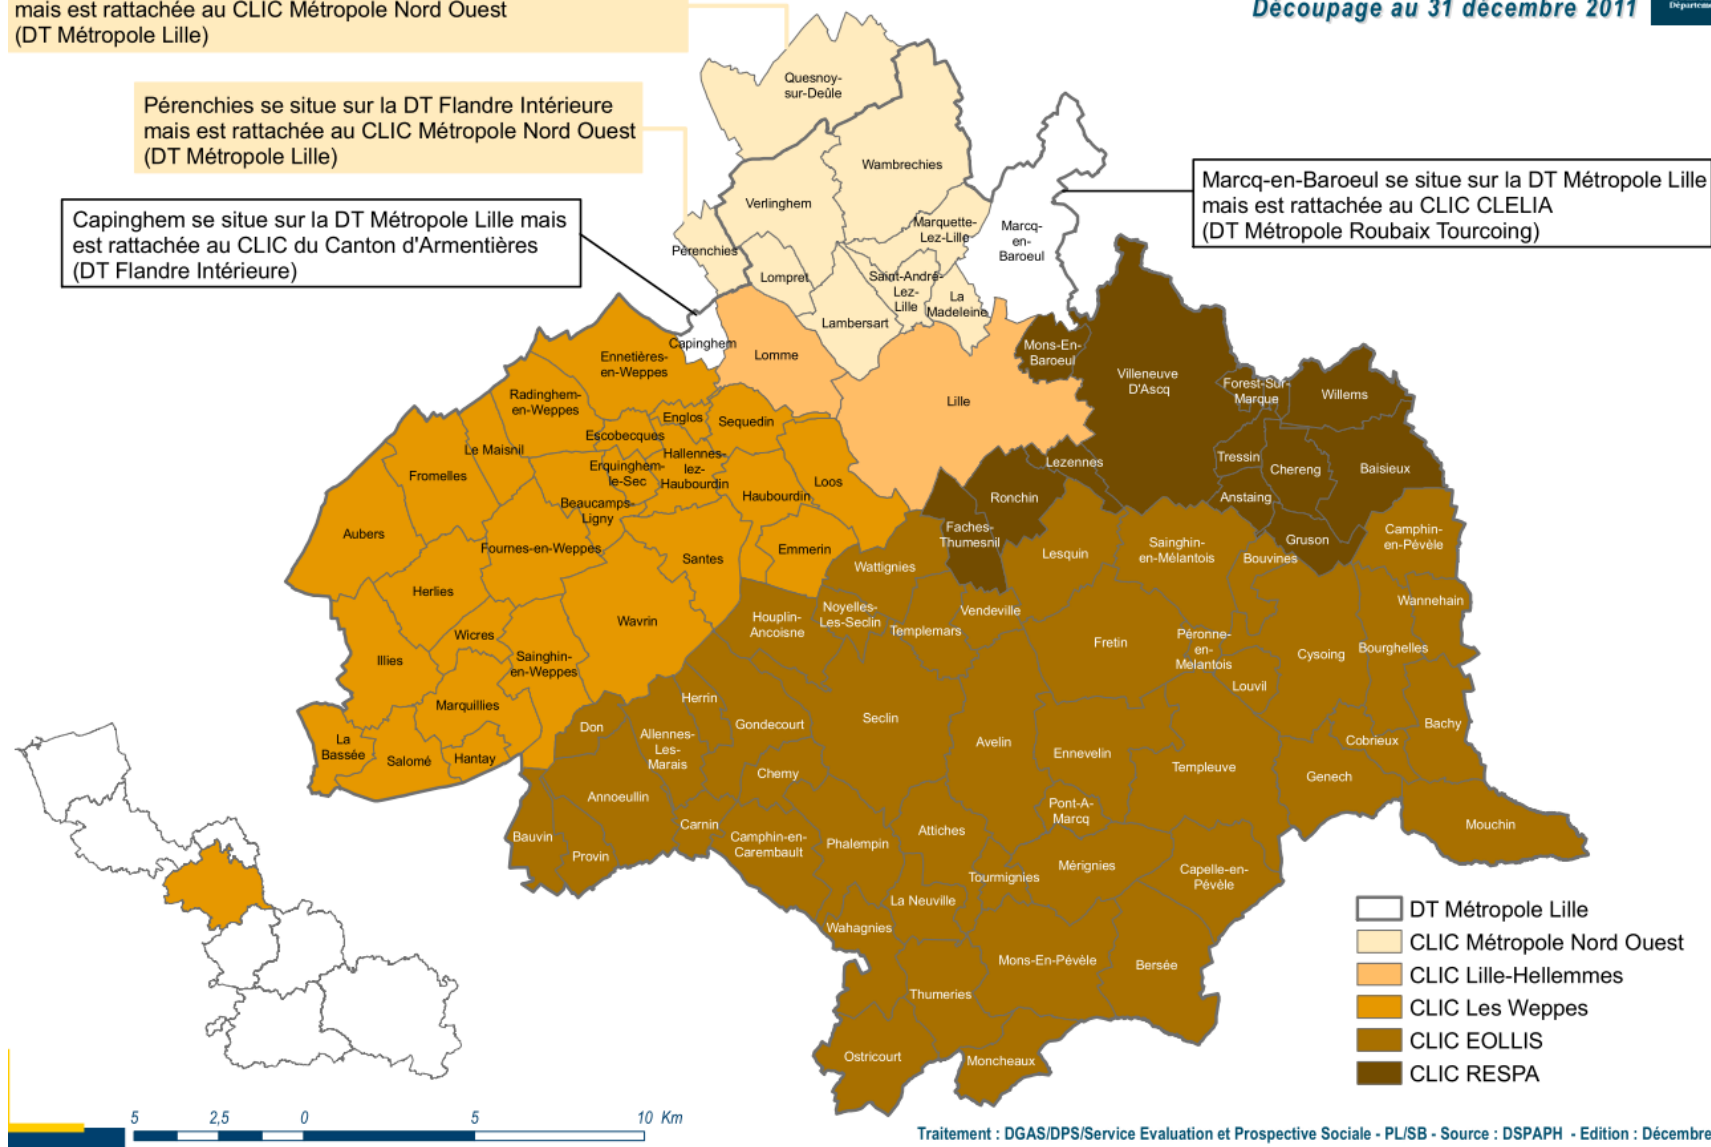 mais est rattachée au CLIC Métropole Nord Ouest
(DT Métropole Lille)
Découpage au 31 décembre 2011
Pérenchies se situe sur la DT Flandre Intérieure
mais est rattachée au CLIC Métropole Nord Ouest
(DT Métropole Lille)
Capinghem se situe sur la DT Métropole Lille mais
est rattachée au CLIC du Canton d'Armentières
(DT Flandre Intérieure)
Marcq-en-Baroeul se situe sur la DT Métropole Lille
mais est rattachée au CLIC CLELIA
(DT Métropole Roubaix Tourcoing)
Quesnoy-
sur-Deûle
Wambrechies
Verlinghem
Marquette-
Lez-Lille
Marcq-
en-
Baroeul
Pérenchies
Lompret
Saint-André-
Lez-
Lille
La
Madeleine
Lambersart
Capinghem
Lomme
Mons-En-
Baroeul
Villeneuve
D'Ascq
Forest-Sur-
Marque
Willems
Ennetières-
en-Weppes
Radinghem-
en-Weppes
Lille
Englos
Sequedin
Escobecques
Le Maisnil
Hallennes-
lez-
Haubourdin
Erquinghem-
le-Sec
Fromelles
Beaucamps-
Ligny
Haubourdin
Loos
Lezennes
Ronchin
Tressin
Chereng
Baisieux
Anstaing
Aubers
Fournes-en-Weppes
Santes
Emmerin
Faches-
Thumesnil
Gruson
Camphin-
en-Pévèle
Wattignies
Lesquin
Sainghin-
en-Mélantois
Bouvines
Herlies
Wavrin
Wicres
Houplin-
Ancoisne
Noyelles-
Les-Seclin
Templemars
Vendeville
Fretin
Péronne-
en-
Melantois
Wannehain
Cysoing
Bourghelles
Illies
Sainghin-
en-Weppes
Louvil
Marquillies
Herrin
Gondecourt
Seclin
Bachy
La
Bassée
Salomé
Hantay
Don
Allennes-
Les-
Marais
Avelin
Ennevelin
Templeuve
Cobrieux
Genech
Chemy
Annoeullin
Pont-A-
Marcq
Mouchin
Bauvin
Provin
Carnin
Camphin-en-
Carembault
Phalempin
Attiches
Tourmignies
Mérignies
Capelle-en-
Pévèle
La Neuville
Wahagnies
Mons-En-Pévèle
Bersée
Thumeries
Ostricourt
Moncheaux
DT Métropole Lille
CLIC Métropole Nord Ouest
CLIC Lille-Hellemmes
CLIC Les Weppes
CLIC EOLLIS
CLIC RESPA
5 2,5 0 5 10 Km
Traitement : DGAS/DPS/Service Evaluation et Prospective Sociale - PL/SB - Source : DSPAPH - Edition : Décembre